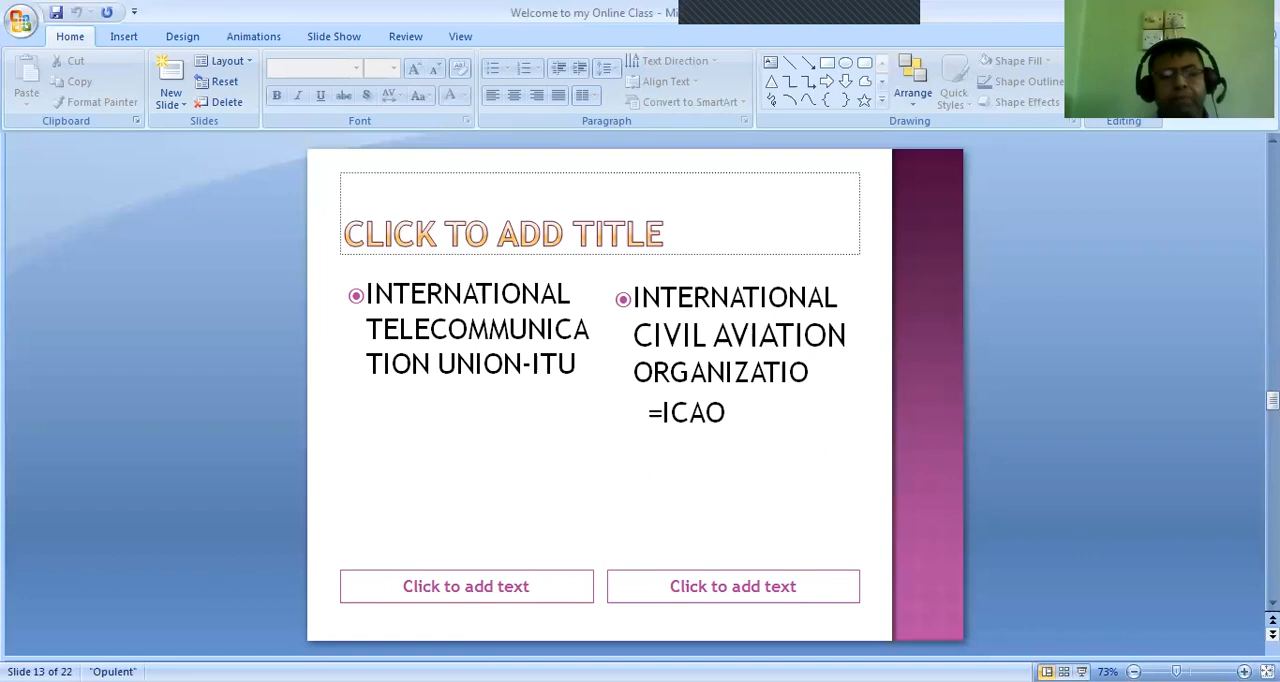 Welcome to my Online Class - Mi
Home Insert Design Animations Slide Show Review View
Paste
Cut
Copy
Format Painter
Clipboard
New Slide
Layout
Reset
Delete
Slides
B I U abe S AV Aa A
Font
Text Direction
Align Text
Convert to SmartArt
Paragraph
Arrange
Quick Styles
Shape Fill
Shape Outline
Shape Effects
Drawing
Editing
CLICK TO ADD TITLE
INTERNATIONAL
TELECOMMUNICA
TION UNION-ITU
INTERNATIONAL
CIVIL AVIATION
ORGANIZATIO
=ICAO
Click to add text
Click to add text
Slide 13 of 22
"Opulent"
73%